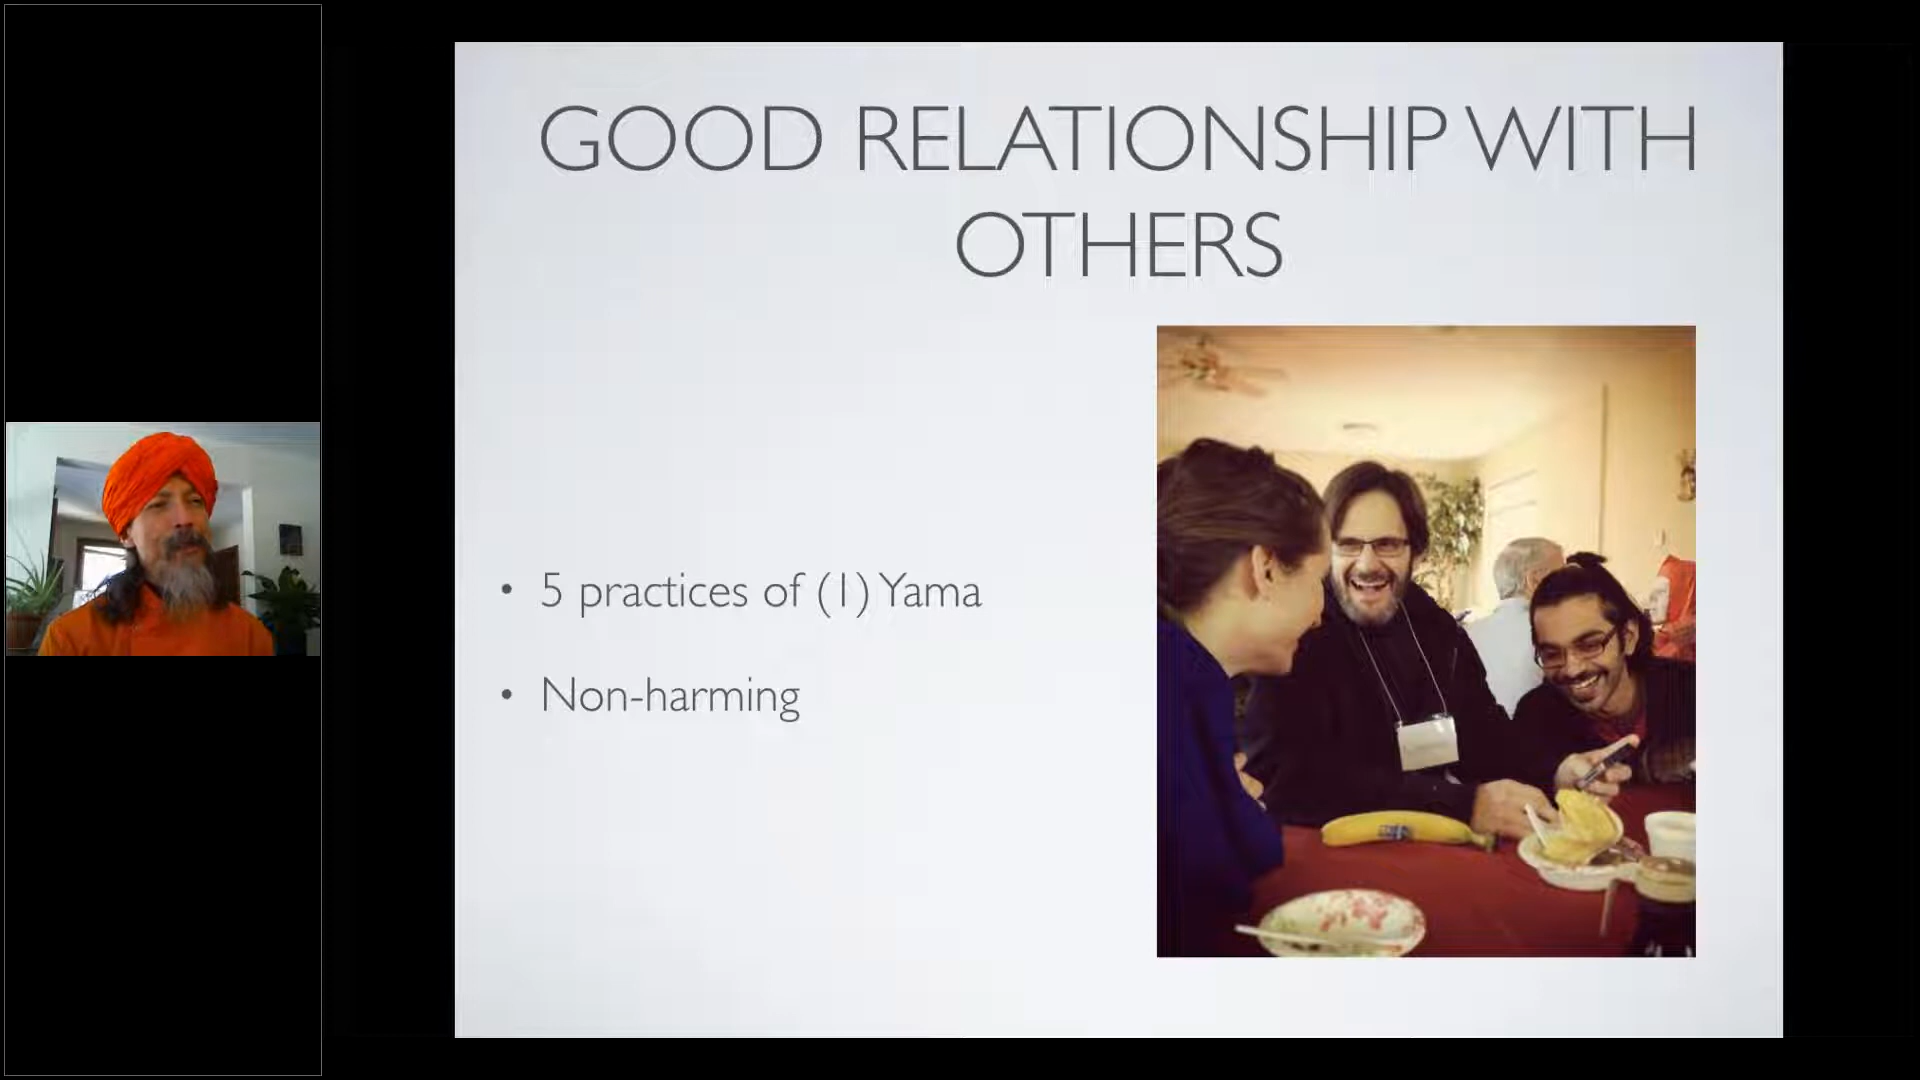 GOOD RELATIONSHIP WITH
OTHERS
• 5 practices of (1) Yama
• Non-harming